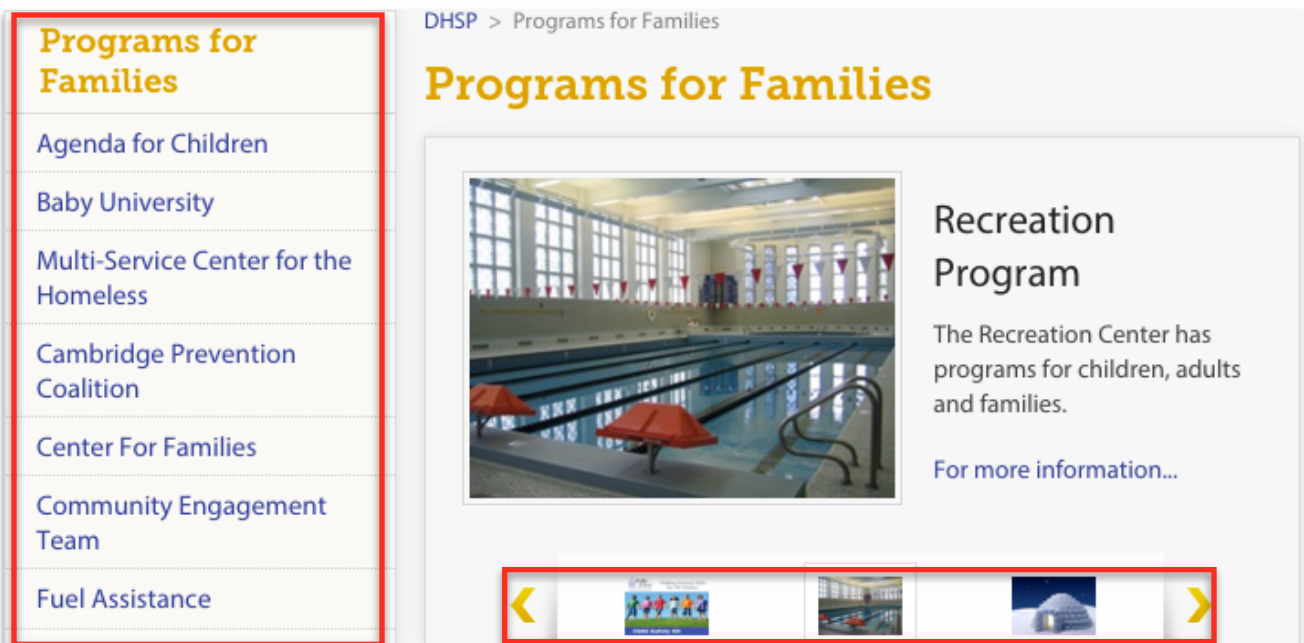 Programs for
Families
Agenda for Children
Baby University
Multi-Service Center for the
Homeless
Cambridge Prevention
Coalition
Center For Families
Community Engagement
Team
Fuel Assistance
DHSP > Programs for Families
Programs for Families
Recreation
Program
The Recreation Center has
programs for children, adults
and families.
For more information...